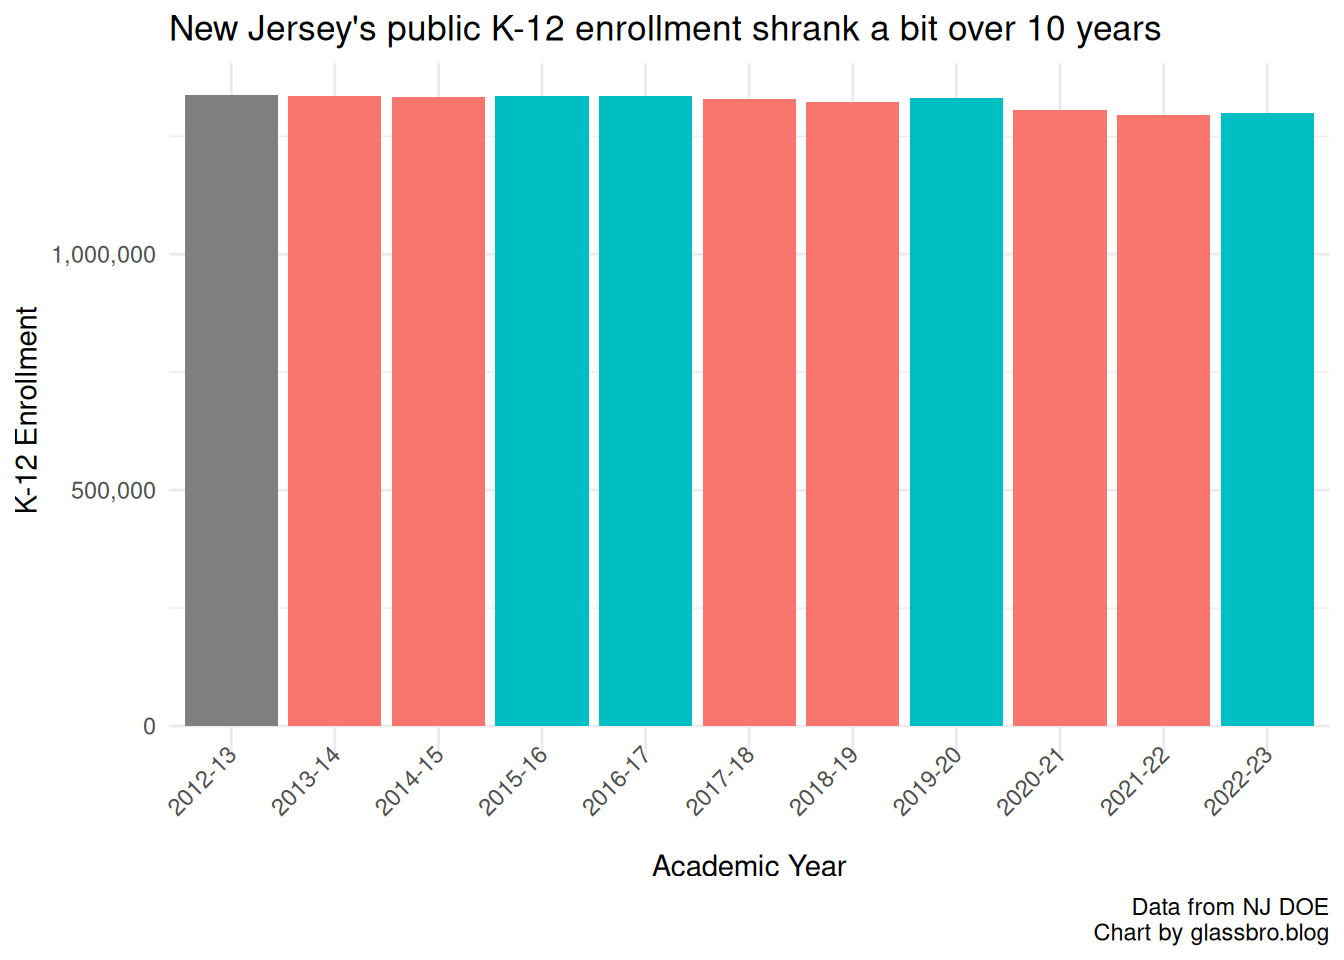 New Jersey's public K-12 enrollment shrank a bit over 10 years
K-12 Enrollment
1,000,000
500,000
0
2012-13
2013-14
2014-15
2015-16
2016-17
2017-18
2018-19
2019-20
2020-21
2021-22
2022-23
Academic Year
Data from NJ DOE
Chart by glassbro.blog